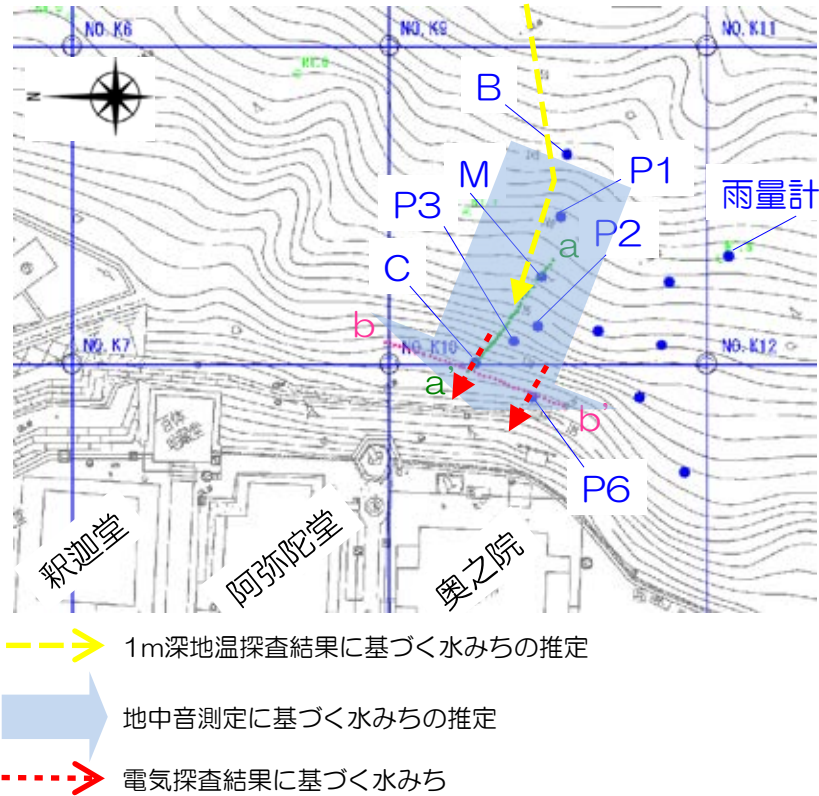 NO.K6
NO.K9
NO.K11
N
B
P1
M
P3
雨量計
P2
a
C
b
NO.K7
NO.K10
NO.K12
a'
b'
P6
釈迦堂
阿弥陀堂
奥之院
1m深地温探査結果に基づく水みちの推定
地中音測定に基づく水みちの推定
電気探査結果に基づく水みち